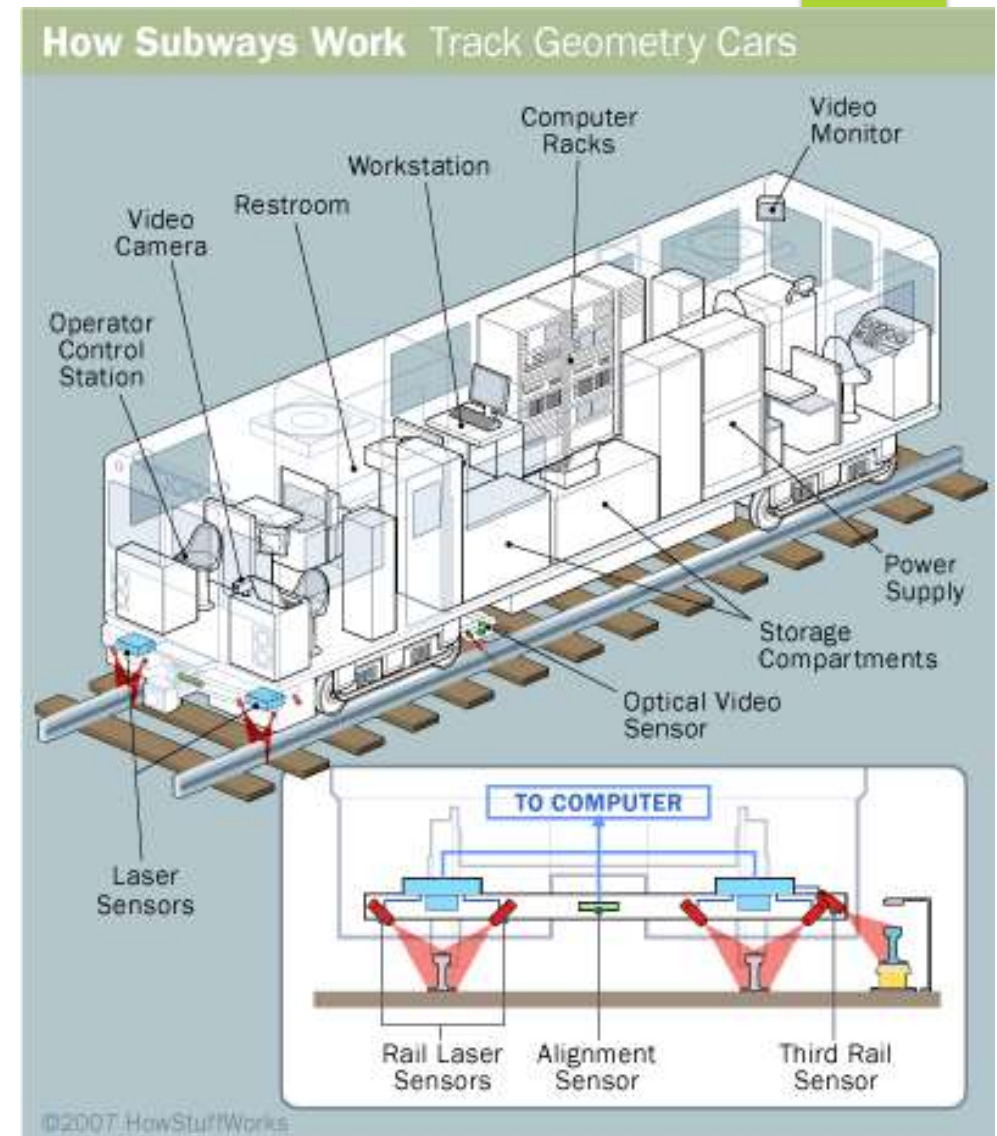 How Subways Work Track Geometry Cars
Video
Monitor
Computer
Racks
Workstation
Restroom
Video
Camera
Operator
Control
Station
Power
Supply
Storage
Compartments
Optical Video
Sensor
Laser
Sensors
TO COMPUTER
Rail Laser
Sensors
Alignment
Sensor
Third Rail
Sensor
©2007 HowStuffWorks